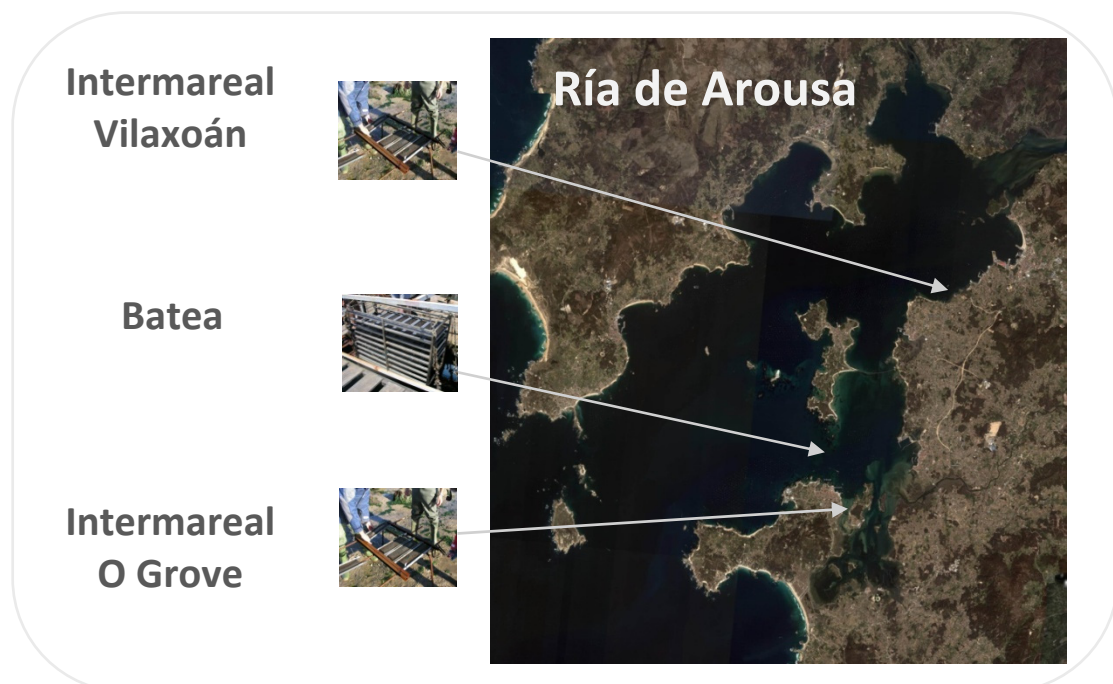 Intermareal
Vilaxoán
Ría de Arousa
Batea
Intermareal
O Grove